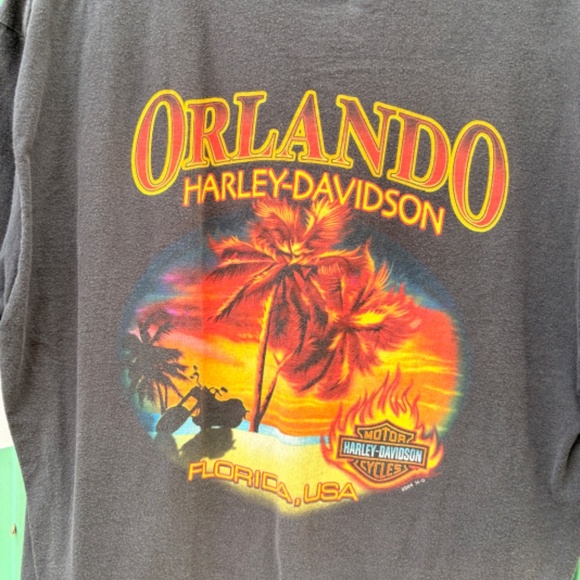 ORLANDO
HARLEY-DAVIDSON
MOTOR
HARLEY-DAVIDSON
CYCLES
FLORIDA, USA